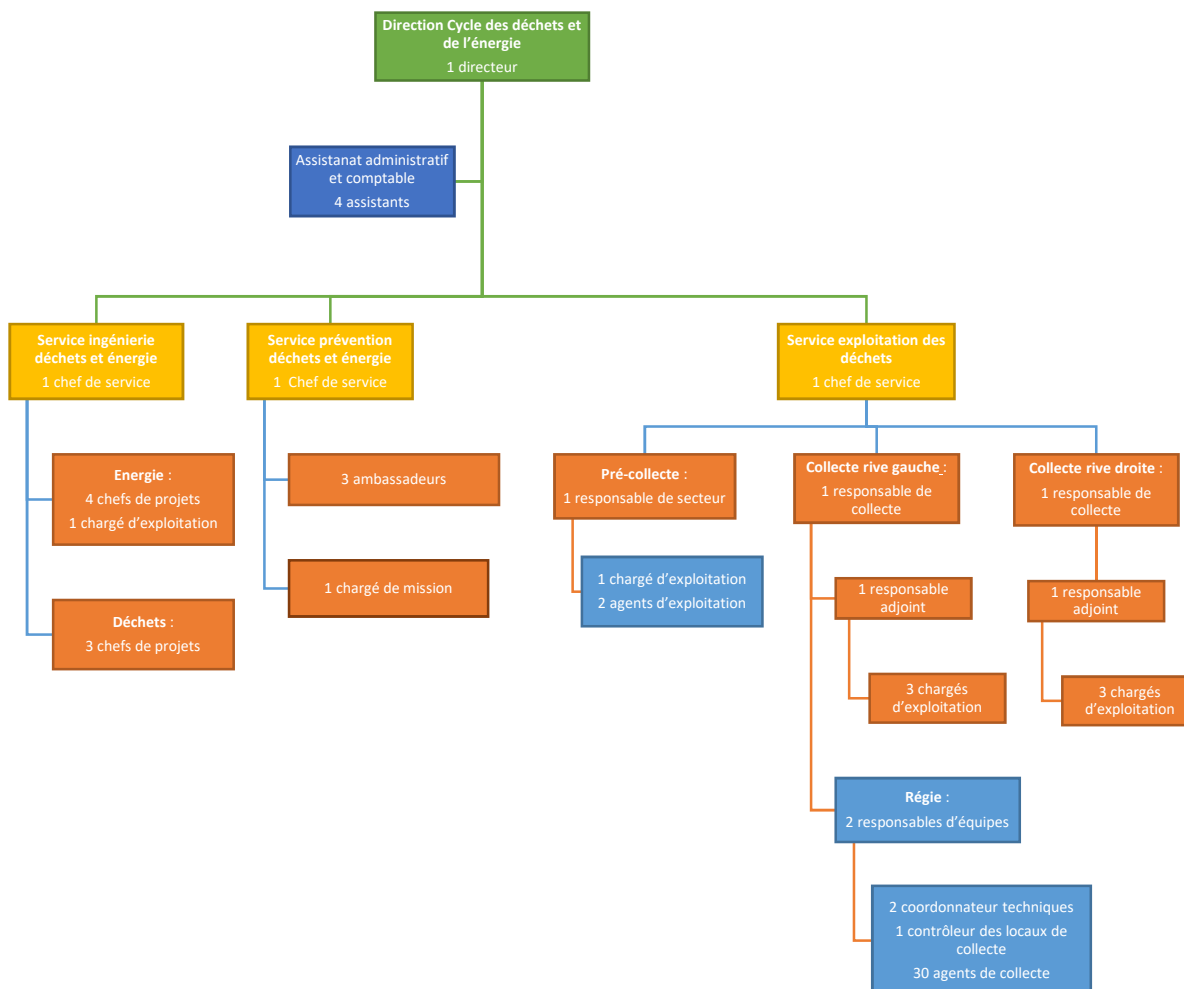 Direction Cycle des déchets et
de l’énergie
1 directeur
Assistanat administratif
et comptable
4 assistants
Service ingénierie
déchets et énergie
1 chef de service
Service prévention
déchets et énergie
1 Chef de service
Service exploitation des
déchets
1 chef de service
Energie :
4 chefs de projets
1 chargé d’exploitation
Déchets :
3 chefs de projets
3 ambassadeurs
1 chargé de mission
Pré-collecte :
1 responsable de secteur
1 chargé d’exploitation
2 agents d’exploitation
Collecte rive gauche :
1 responsable de
collecte
1 responsable
adjoint
3 chargés
d’exploitation
Régie :
2 responsables d’équipes
2 coordonnateur techniques
1 contrôleur des locaux de
collecte
30 agents de collecte
Collecte rive droite :
1 responsable de
collecte
1 responsable
adjoint
3 chargés
d’exploitation